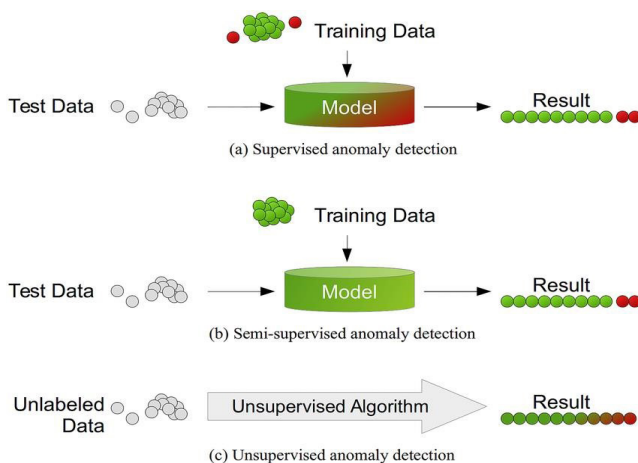 Training Data
Test Data
Model
Result
(a) Supervised anomaly detection
Training Data
Test Data
Model
Result
(b) Semi-supervised anomaly detection
Unlabeled
Data
Unsupervised Algorithm
Result
(c) Unsupervised anomaly detection